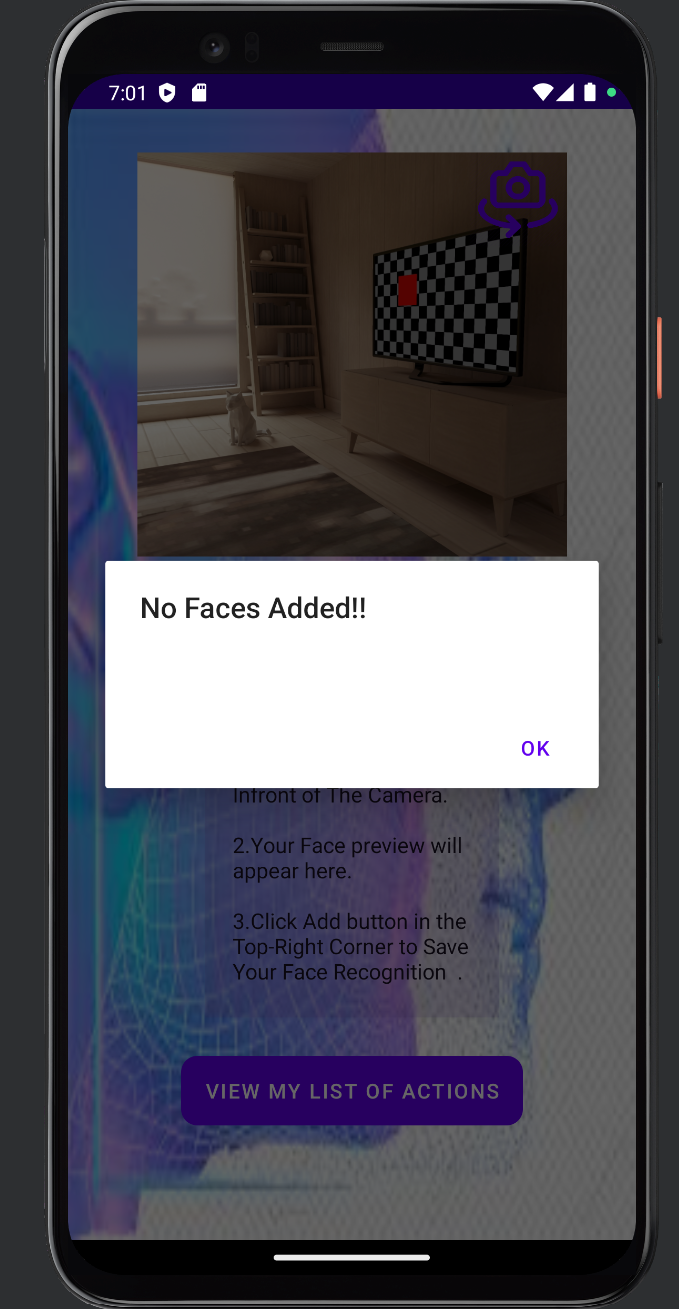 7:01
No Faces Added!!
OK
Infront of The Camera.
2.Your Face preview will
appear here.
3.Click Add button in the
Top-Right Corner to Save
Your Face Recognition  .
VIEW MY LIST OF ACTIONS